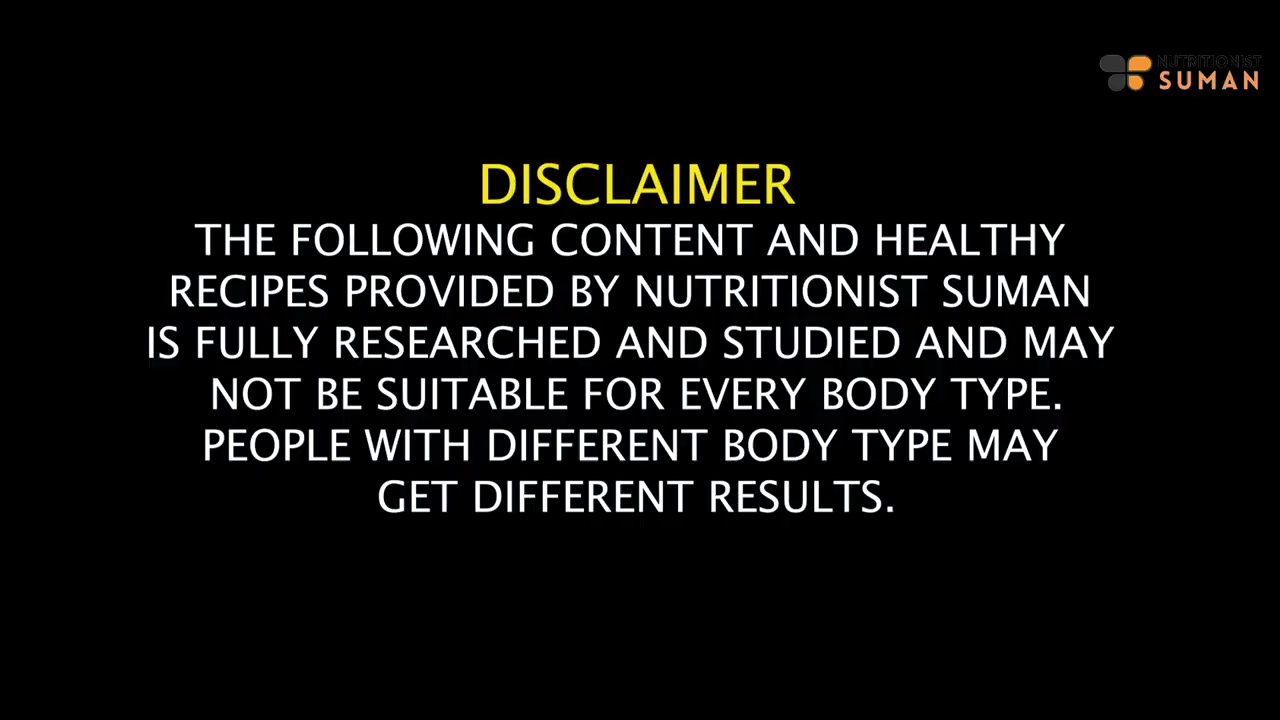 NUTRITIONIST
SUMAN
DISCLAIMER
THE FOLLOWING CONTENT AND HEALTHY
RECIPES PROVIDED BY NUTRITIONIST SUMAN
IS FULLY RESEARCHED AND STUDIED AND MAY
NOT BE SUITABLE FOR EVERY BODY TYPE.
PEOPLE WITH DIFFERENT BODY TYPE MAY
GET DIFFERENT RESULTS.